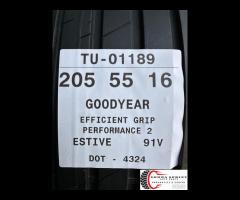 TU-01189
205 55 16
GOODYEAR
EFFICIENT GRIP
PERFORMANCE 2
ESTIVE 91V
DOT - 4324